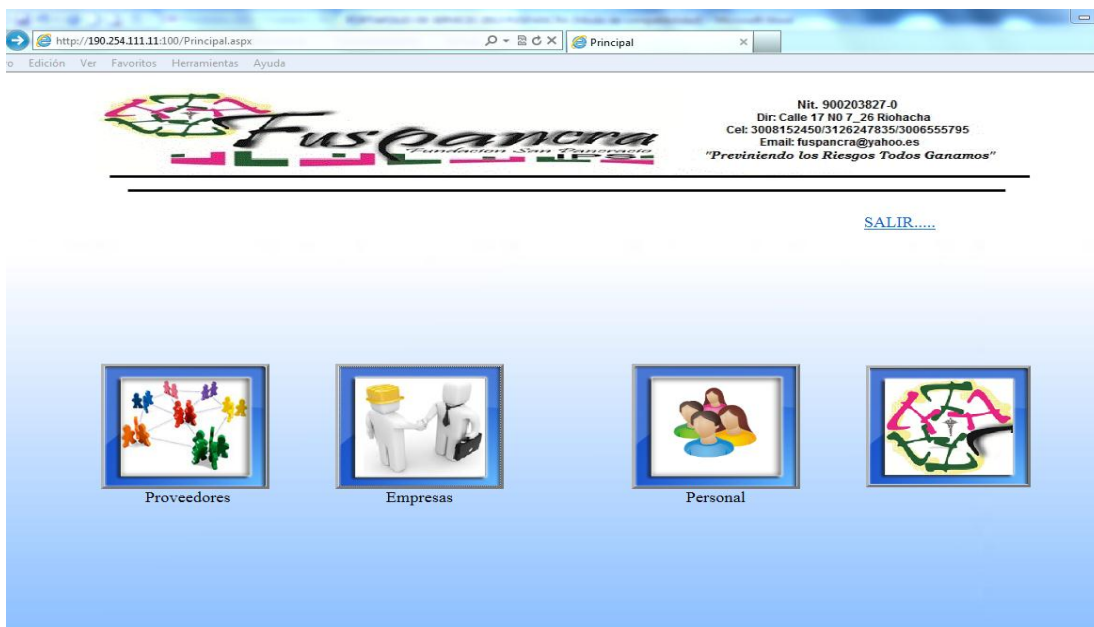 http://190.254.111.11:100/Principal.aspx
Principal
Edición Ver Favoritos Herramientas Ayuda
Fuspancra
Fundacion San Pancracio
IPS
Nit. 900203827-0
Dir: Calle 17 N0 7_26 Riohacha
Cel: 3008152450/3126247835/3006555795
Email: fuspancra@yahoo.es
"Previniendo los Riesgos Todos Ganamos"
SALIR.....
Proveedores
Empresas
Personal